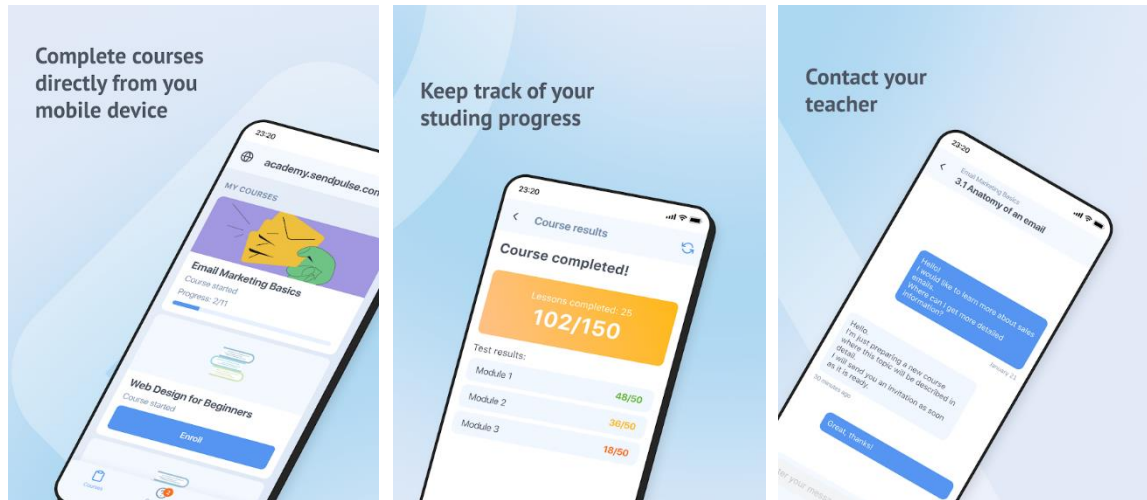 Complete courses
directly from you
mobile device
23:20
academy.sendpulse.com
MY COURSES
Email Marketing Basics
Course started
Progress: 2/11
Web Design for Beginners
Course started
Enroll
Courses
Keep track of your
studing progress
23:20
Course results
Course completed!
Lessons completed: 25
102/150
Test results:
Module 1 48/50
Module 2 36/50
Module 3 18/50
Contact your
teacher
23:20
Email Marketing Basics
3.1 Anatomy of an email
Hello!
I would like to learn more about sales
emails.
Where can I get more detailed
information?
January, 23
Hello.
I'm just preparing a new course
where this topic will be described in
detail.
I will send you an invitation as soon
as it is ready.
50 minutes ago
Great, thanks!